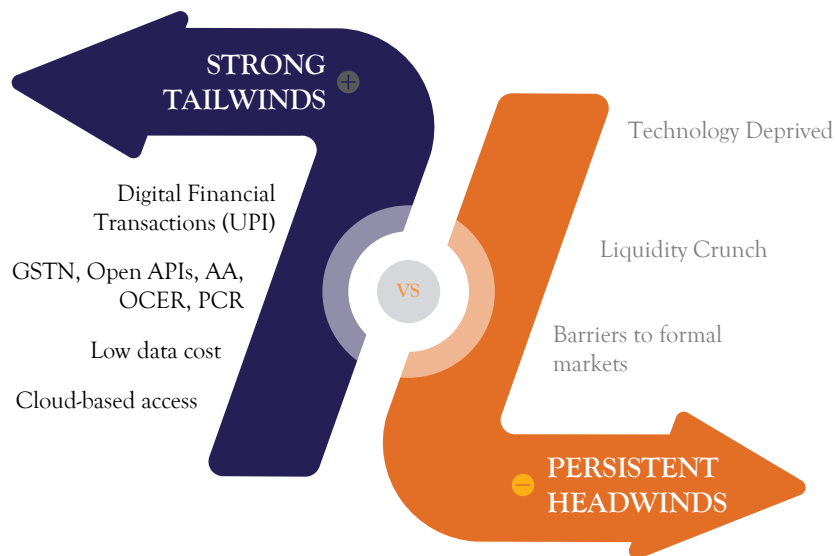 STRONG
TAILWINDS
Digital Financial
Transactions (UPI)
GSTN, Open APIs, AA,
OCER, PCR
Low data cost
Cloud-based access
VS
Technology Deprived
Liquidity Crunch
Barriers to formal
markets
PERSISTENT
HEADWINDS